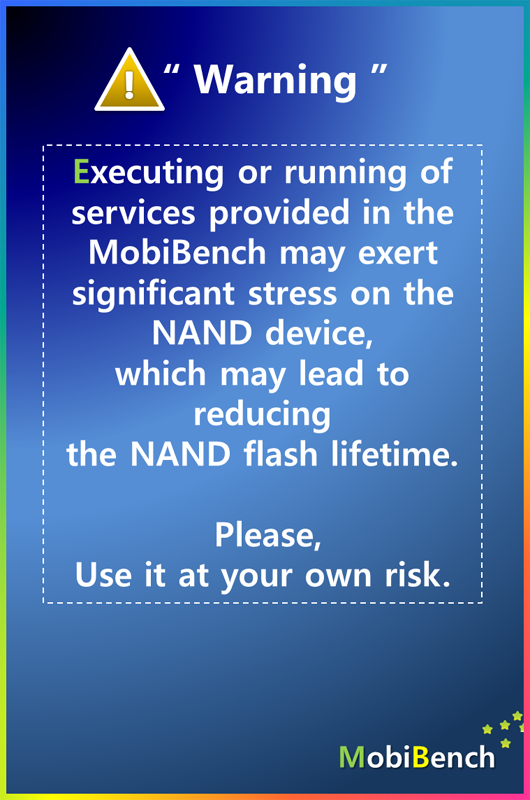 “ Warning ”
Executing or running of
services provided in the
MobiBench may exert
significant stress on the
NAND device,
which may lead to
reducing
the NAND flash lifetime.
Please,
Use it at your own risk.
MobiBench